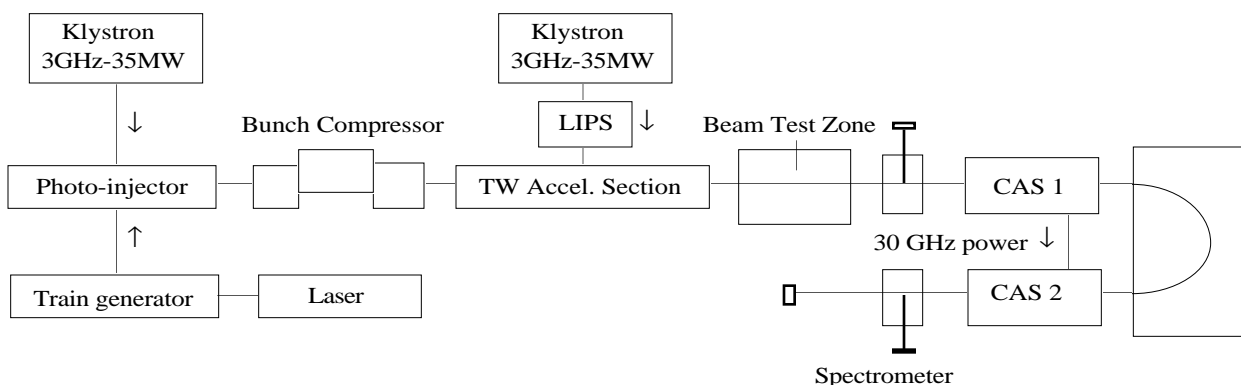 Klystron
3GHz-35MW
Klystron
3GHz-35MW
↓
Bunch Compressor
LIPS
↓
Beam Test Zone
Photo-injector
TW Accel. Section
CAS 1
↑
30 GHz power ↓
Train generator
Laser
CAS 2
Spectrometer